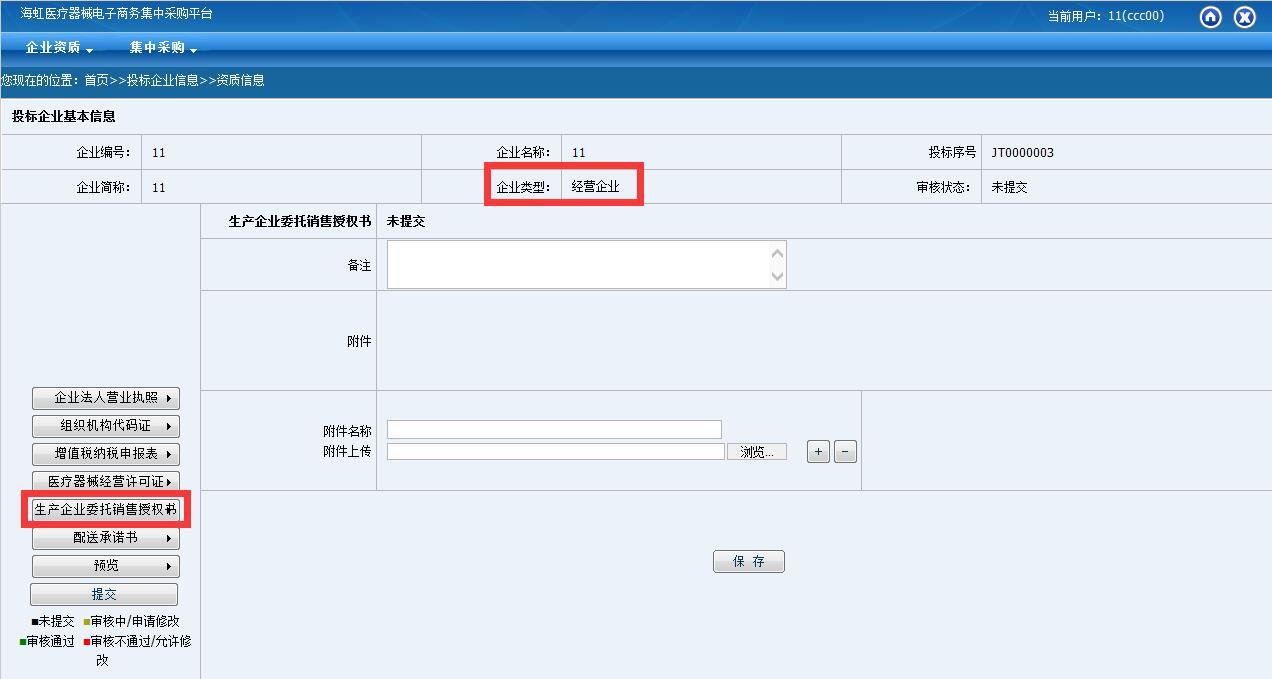 海虹医疗器械电子商务集中采购平台
当前用户：11(ccc00)
企业资质 集中采购
您现在的位置：首页>>投标企业信息>>资质信息
投标企业基本信息
企业编号： 11 企业名称： 11 投标序号 JT0000003
企业简称： 11 企业类型： 经营企业 审核状态： 未提交
生产企业委托销售授权书 未提交
备注
附件
附件名称
附件上传 浏览... + -
保 存
企业法人营业执照
组织机构代码证
增值税纳税申报表
医疗器械经营许可证
生产企业委托销售授权书
配送承诺书
预览
提交
■未提交 ■审核中/申请修改
■审核通过 ■审核不通过/允许修
改